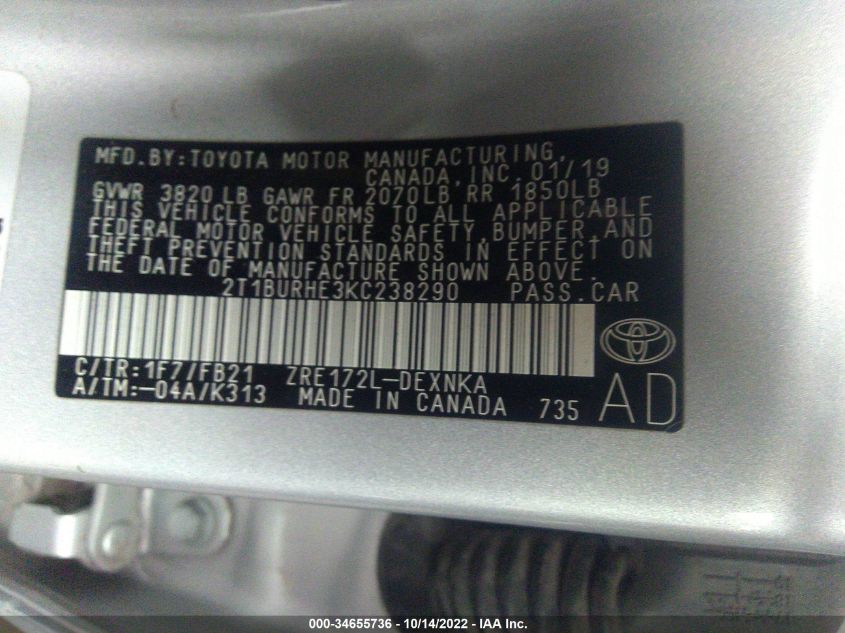 MFD.BY:TOYOTA MOTOR MANUFACTURING,
CANADA,INC.01/19
GVWR 3820 LB GAWR FR 2070LB RR 1850LB
THIS VEHICLE CONFORMS TO ALL APPLICABLE
FEDERAL MOTOR VEHICLE SAFETY,BUMPER,AND
THEFT PREVENTION STANDARDS IN EFFECT ON
THE DATE OF MANUFACTURE SHOWN ABOVE.
2T1BURHE3KC238290 PASS.CAR
C/TR:1F7/FB21 ZRE172L-DEXNKA
A/TM:-04A/K313 MADE IN CANADA 735
AD
000-34655736 - 10/14/2022 - IAA Inc.